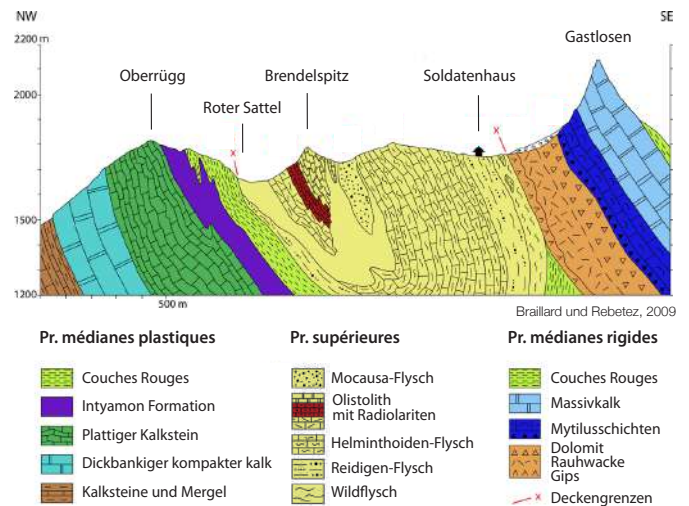 NW
SE
2200 m
Gastlosen
Oberrügg
Brendelspitz
Soldatenhaus
Roter Sattel
x
x
2000
1800
1500
1200
500 m
Braillard und Rebetez, 2009
Pr. médianes plastiques
Couches Rouges
Intyamon Formation
Plattiger Kalkstein
Dickbankiger kompakter kalk
Kalksteine und Mergel
Pr. supérieures
Mocausa-Flysch
Olistolith
mit Radiolariten
Helminthoiden-Flysch
Reidigen-Flysch
Wildflysch
Pr. médianes rigides
Couches Rouges
Massivkalk
Mytilusschichten
Dolomit
Rauhwacke
Gips
x Deckengrenzen